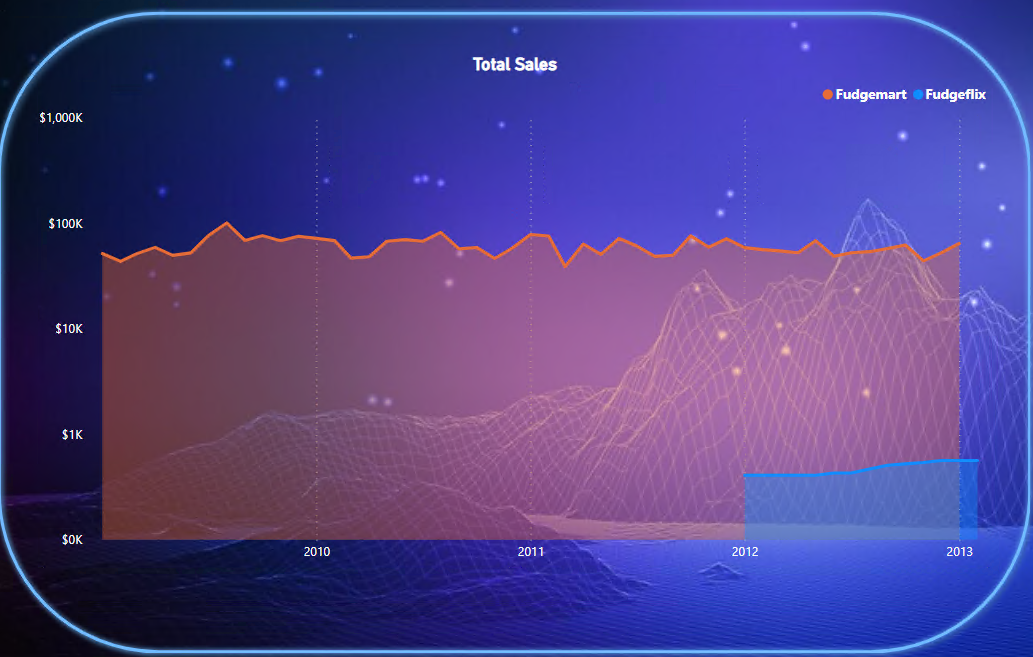 Total Sales
Fudgemart Fudgeflix
$1,000K
$100K
$10K
$1K
$0K
2010 2011 2012 2013